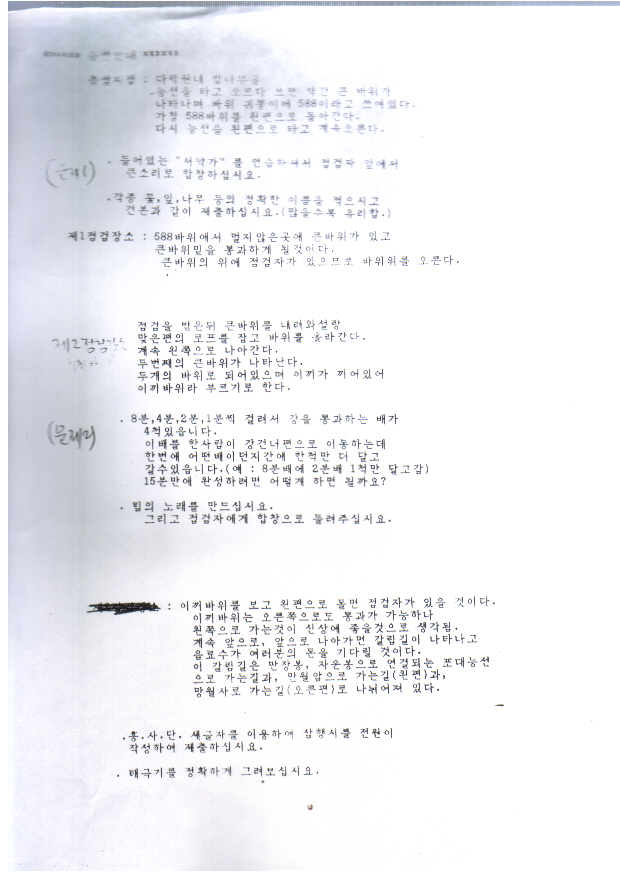 출발지점 : 다락원내 밤나무골
.능선을 타고 오르다 보면 약간 큰 바위가
나타나며 바위 귀퉁이에 588이라고 쓰여있다.
가정 588바위를 왼편으로 돌아간다.
다시 능선을 왼편으로 타고 계속오른다.
(문제1)
. 들어있는 "서약가" 를 연습하셔서 점검자 앞에서
큰소리로 합창하십시요.
.각종 꽃,잎,나무 등의 정확한 이름을 적으시고
견본과 같이 제출하십시요.(많을수록 유리함.)
제1점검장소 : 588바위에서 멀지않은곳에 큰바위가 있고
큰바위밑을 통과하게 될것이다.
큰바위의 위에 점검자가 있으므로 바위위를 오른다.
점검을 받은뒤 큰바위를 내려와설랑
맞은편의 로프를 잡고 바위를 올라간다.
계속 왼쪽으로 나아간다.
두번째의 큰바위가 나타난다.
두개의 바위로 되어있으며 이끼가 끼어있어
이끼바위라 부르기로 한다.
(문제2)
. 8분,4분,2분,1분씩 걸려서 강을 통과하는 배가
4척있읍니다.
이배를 한사람이 강건너편으로 이동하는데
한번에 어떤배이던지간에 한척만 더 달고
갈수있읍니다.(예 : 8분배에 2분배 1척만 달고감)
15분만에 완성하려면 어떻게 하면 될까요?
. 팀의 노래를 만드십시요.
그리고 점검자에게 합창으로 들려주십시요.
: 이끼바위를 보고 왼편으로 돌면 점검자가 있을 것이다.
이끼바위는 오른쪽으로도 통과가 가능하나
왼쪽으로 가는것이 신상에 좋을것으로 생각됨.
계속 앞으로, 앞으로 나아가면 갈림길이 나타나고
음료수가 여러분의 돈을 기다릴 것이다.
이 갈림길은 만장봉, 자운봉으로 연결되는 포대능선
으로 가는길과, 만월암으로 가는길(왼편)과,
망월사로 가는길(오른편)로 나뉘어져 있다.
.흥.사.단. 세글자를 이용하여 삼행시를 전원이
작성하여 제출하십시요.
. 태극기를 정확하게 그려보십시요.